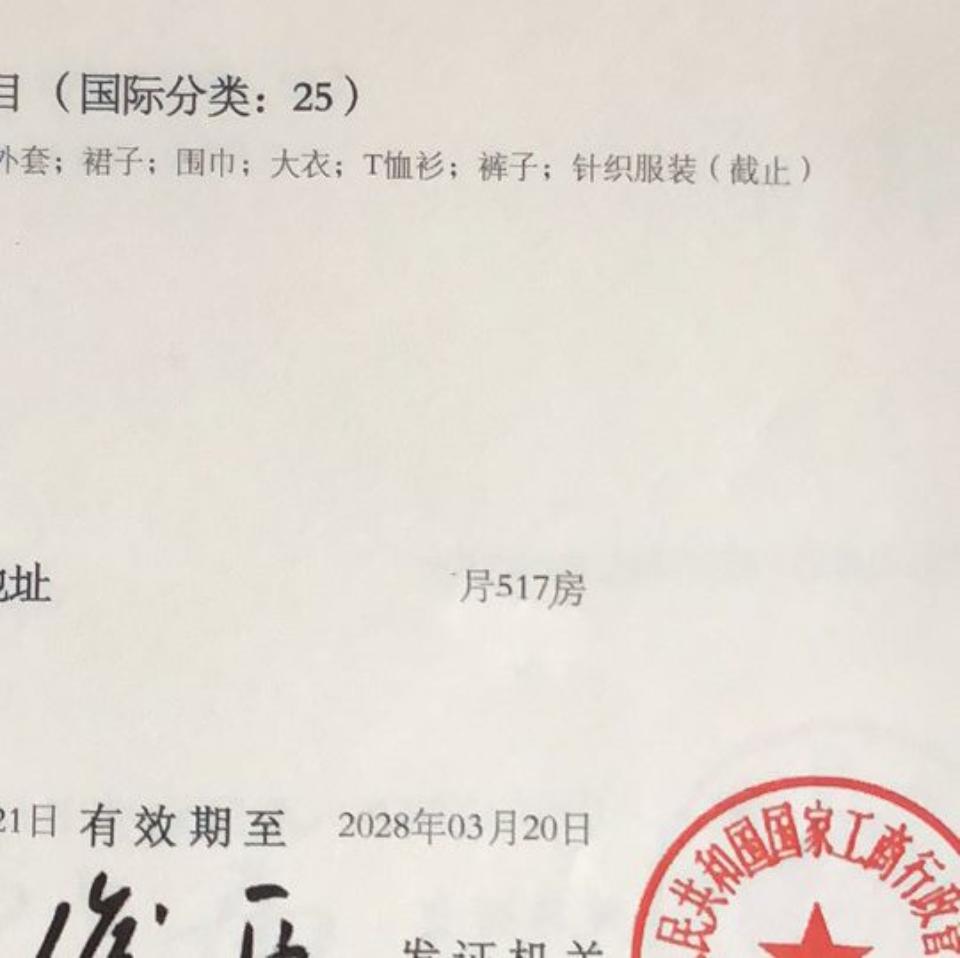 目（国际分类：25）
外套；裙子；围巾；大衣；T恤衫；裤子；针织服装（截止）
地址
517房
21日 有效期至 2028年03月20日
发证机关
民共和国国家工商行政管